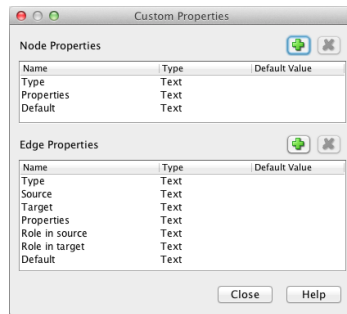 Custom Properties
Node Properties
Name Type Default Value
Type Text
Properties Text
Default Text
Edge Properties
Name Type Default Value
Type Text
Source Text
Target Text
Properties Text
Role in source Text
Role in target Text
Default Text
Close Help